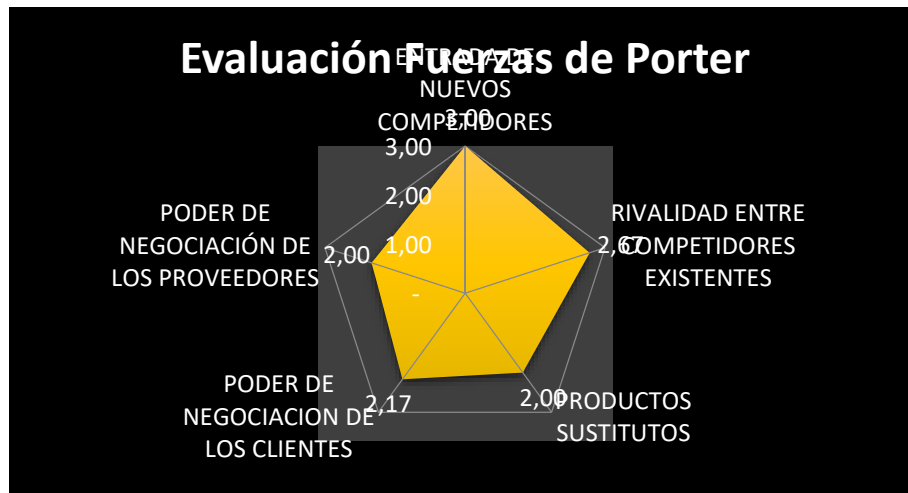 Evaluación Fuerzas de Porter
ENTRADA DE
NUEVOS
COMPETIDORES
3,00
3,00
2,00
1,00
-
RIVALIDAD ENTRE
COMPETIDORES
EXISTENTES
2,67
PRODUCTOS
SUSTITUTOS
2,00
PODER DE
NEGOCIACION DE
LOS CLIENTES
2,17
PODER DE
NEGOCIACIÓN DE
LOS PROVEEDORES
2,00